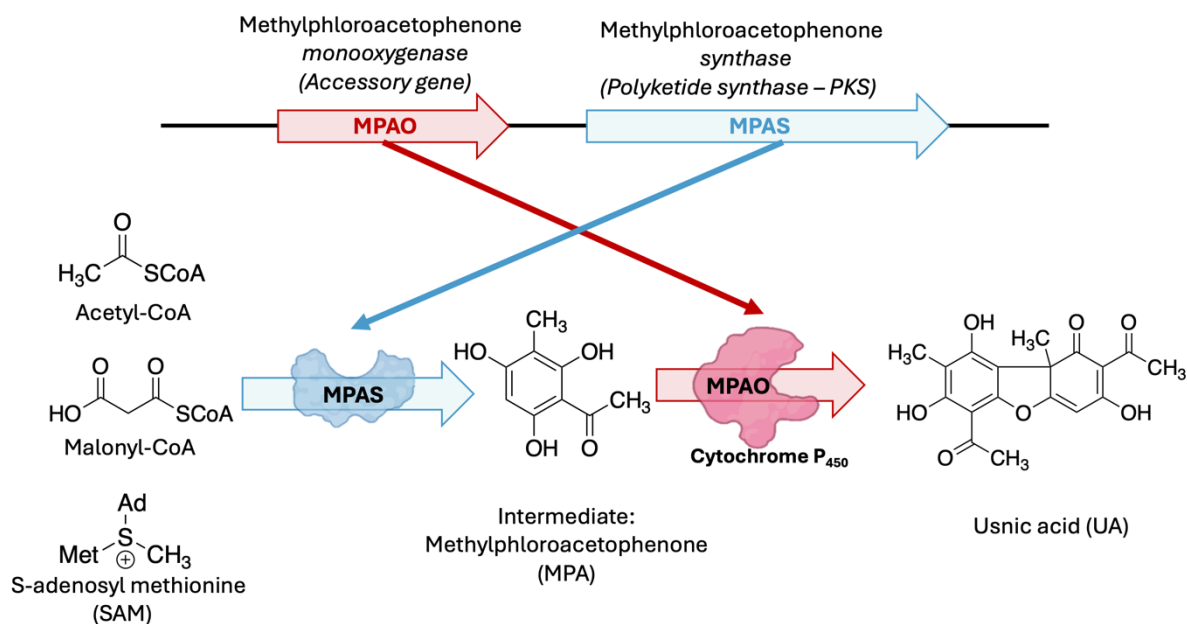 Methylphloroacetophenone
monooxygenase
(Accessory gene)
Methylphloroacetophenone
synthase
(Polyketide synthase – PKS)
MPAO
MPAS
O
H₃C
SCoA
Acetyl-CoA
O
O
HO
SCoA
Malonyl-CoA
Ad
S
Met
+
CH₃
S-adenosyl methionine
(SAM)
MPAS
CH₃
HO
OH
CH₃
OH
O
Intermediate:
Methylphloroacetophenone
(MPA)
MPAO
Cytochrome P₄₅₀
OH
H₃C
O
O
H₃C
CH₃
HO
O
OH
O
CH₃
Usnic acid (UA)